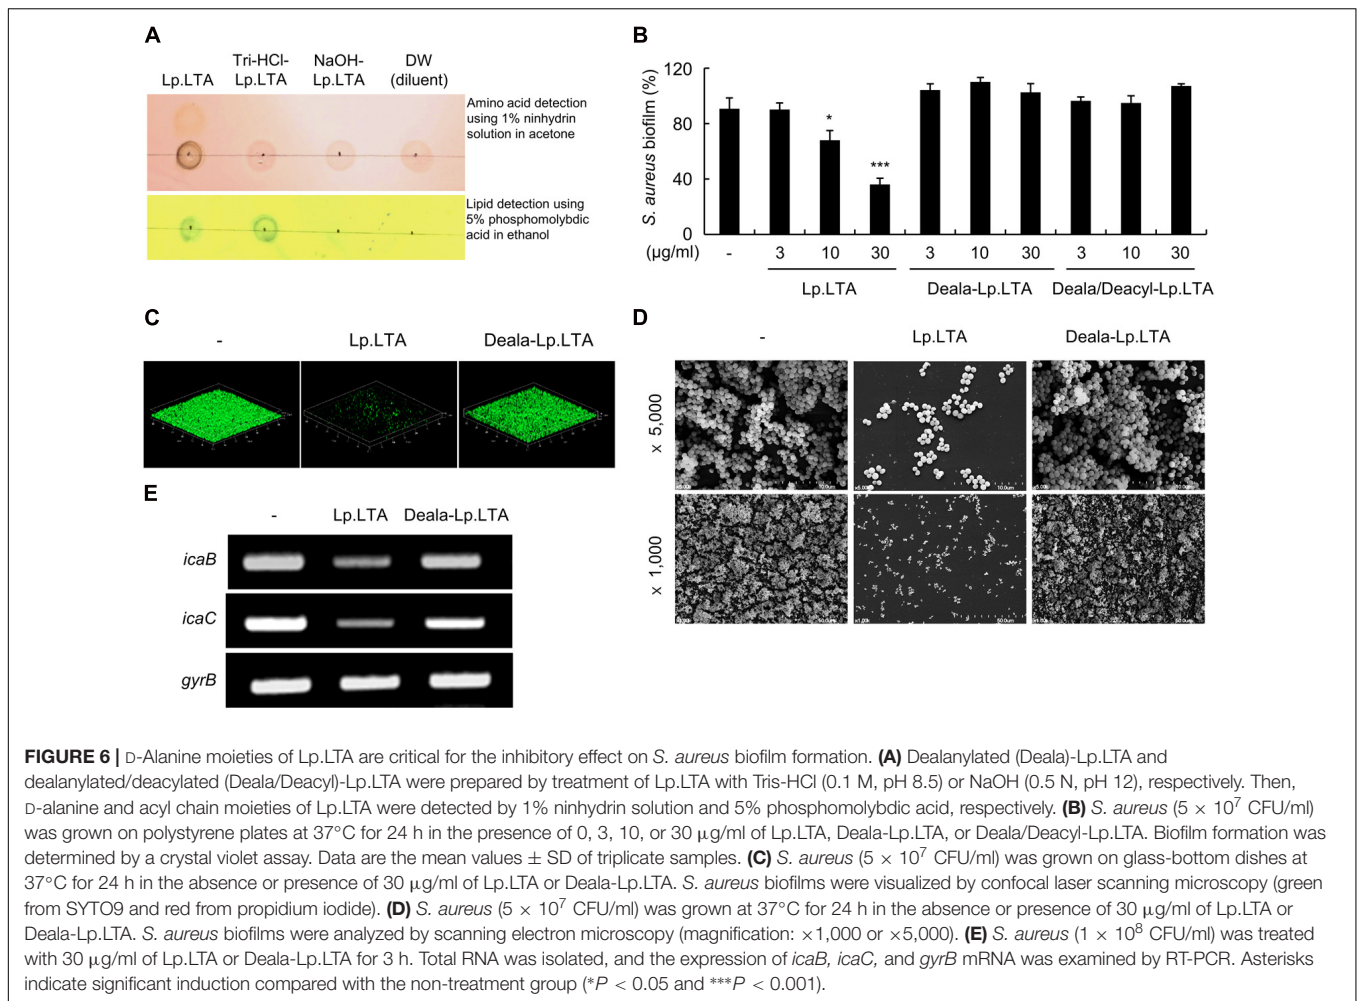 A
Lp.LTA
Tri-HCl-
Lp.LTA
NaOH-
Lp.LTA
DW
(diluent)
Amino acid detection
using 1% ninhydrin
solution in acetone
Lipid detection using
5% phosphomolybdic
acid in ethanol
B
S. aureus biofilm (%)
120
80
40
0
*
***
(μg/ml)
- 3 10 30 3 10 30 3 10 30
Lp.LTA Deala-Lp.LTA Deala/Deacyl-Lp.LTA
C
- Lp.LTA Deala-Lp.LTA
D
- Lp.LTA Deala-Lp.LTA
x 5,000
x 1,000
E
- Lp.LTA Deala-Lp.LTA
icaB
icaC
gyrB
FIGURE 6 | D-Alanine moieties of Lp.LTA are critical for the inhibitory effect on S. aureus biofilm formation. (A) Dealanylated (Deala)-Lp.LTA and
dealanylated/deacylated (Deala/Deacyl)-Lp.LTA were prepared by treatment of Lp.LTA with Tris-HCl (0.1 M, pH 8.5) or NaOH (0.5 N, pH 12), respectively. Then,
D-alanine and acyl chain moieties of Lp.LTA were detected by 1% ninhydrin solution and 5% phosphomolybdic acid, respectively. (B) S. aureus (5 × 10⁷ CFU/ml)
was grown on polystyrene plates at 37°C for 24 h in the presence of 0, 3, 10, or 30 μg/ml of Lp.LTA, Deala-Lp.LTA, or Deala/Deacyl-Lp.LTA. Biofilm formation was
determined by a crystal violet assay. Data are the mean values ± SD of triplicate samples. (C) S. aureus (5 × 10⁷ CFU/ml) was grown on glass-bottom dishes at
37°C for 24 h in the absence or presence of 30 μg/ml of Lp.LTA or Deala-Lp.LTA. S. aureus biofilms were visualized by confocal laser scanning microscopy (green
from SYTO9 and red from propidium iodide). (D) S. aureus (5 × 10⁷ CFU/ml) was grown at 37°C for 24 h in the absence or presence of 30 μg/ml of Lp.LTA or
Deala-Lp.LTA. S. aureus biofilms were analyzed by scanning electron microscopy (magnification: ×1,000 or ×5,000). (E) S. aureus (1 × 10⁸ CFU/ml) was treated
with 30 μg/ml of Lp.LTA or Deala-Lp.LTA for 3 h. Total RNA was isolated, and the expression of icaB, icaC, and gyrB mRNA was examined by RT-PCR. Asterisks
indicate significant induction compared with the non-treatment group (*P < 0.05 and ***P < 0.001).